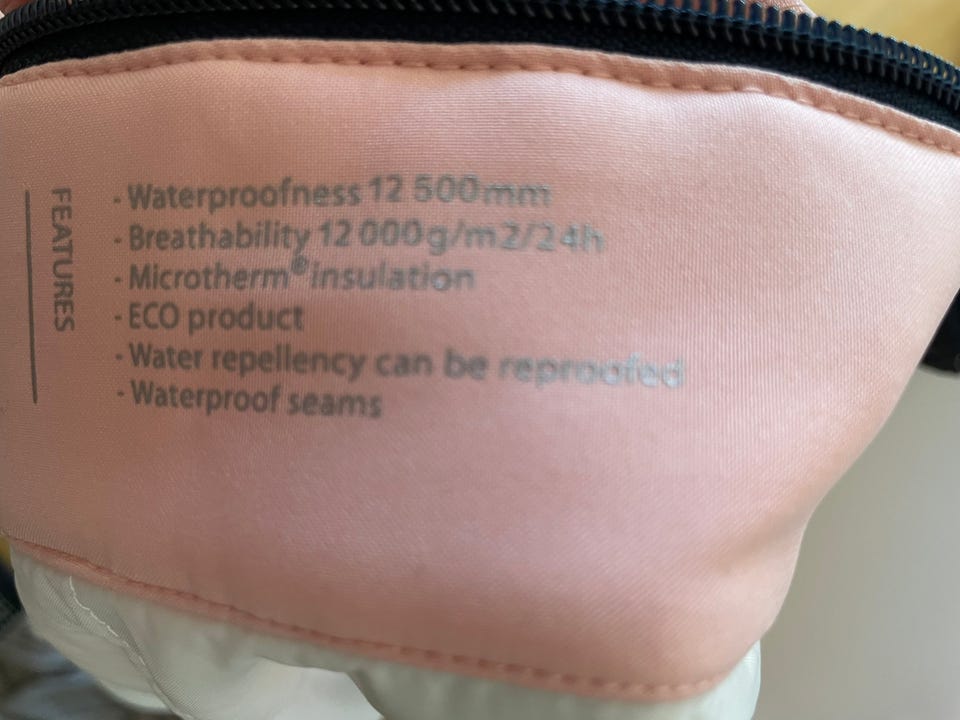 FEATURES
- Waterproofness 12 500mm
- Breathability 12 000g/m2/24h
- Microtherm® insulation
- ECO product
- Water repellency can be reproofed
- Waterproof seams